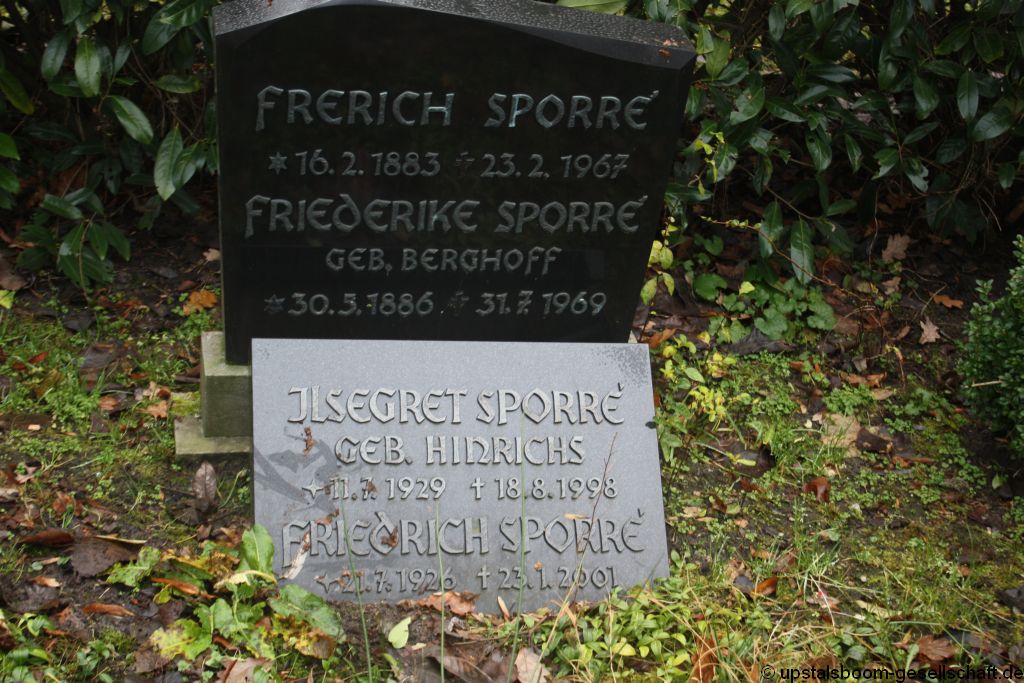 FRERICH SPORRÉ
* 16. 2. 1883 † 23. 2. 1967
FRIEDERIKE SPORRÉ
GEB. BERGHOFF
* 30. 5. 1886 † 31. 7. 1969
ILSEGRET SPORRÉ
GEB. HINRICHS
* 11. 7. 1929 † 18. 8. 1998
FRIEDRICH SPORRÉ
* 21. 7. 1926 † 23. 1. 2001
© upstalsboom-gesellschaft.de